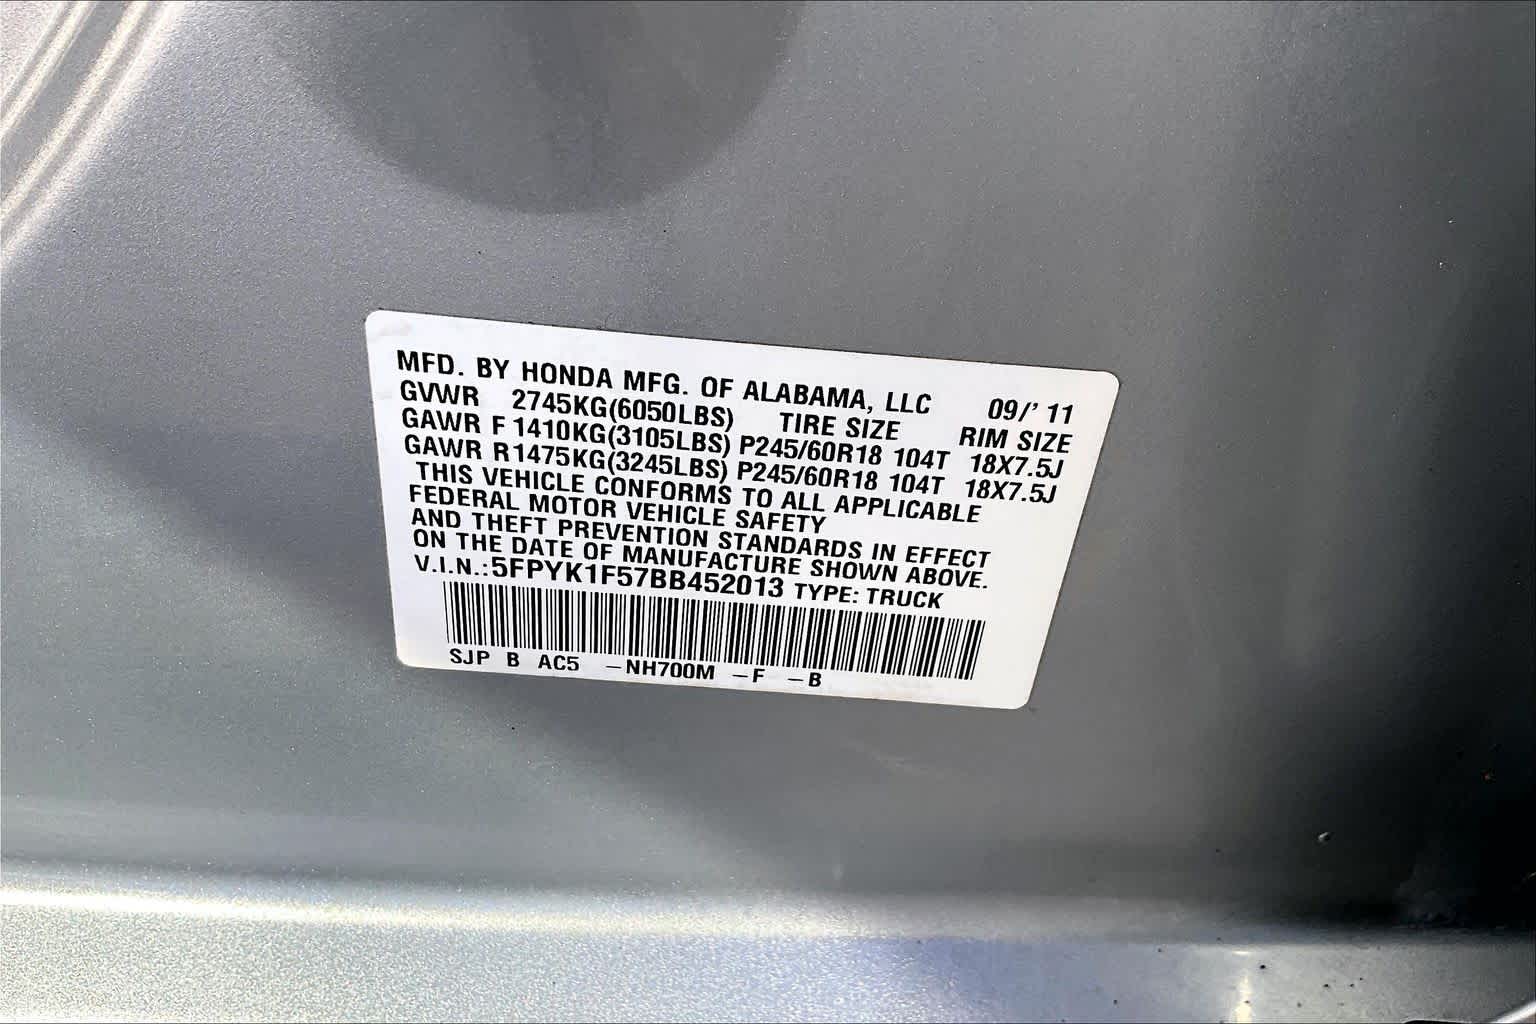 MFD. BY HONDA MFG. OF ALABAMA, LLC 09/' 11
GVWR 2745KG(6050LBS) TIRE SIZE RIM SIZE
GAWR F 1410KG(3105LBS) P245/60R18 104T 18X7.5J
GAWR R 1475KG(3245LBS) P245/60R18 104T 18X7.5J
THIS VEHICLE CONFORMS TO ALL APPLICABLE
FEDERAL MOTOR VEHICLE SAFETY
AND THEFT PREVENTION STANDARDS IN EFFECT
ON THE DATE OF MANUFACTURE SHOWN ABOVE.
V.I.N.:5FPYK1F57BB452013 TYPE: TRUCK
SJP B AC5 –NH700M –F –B